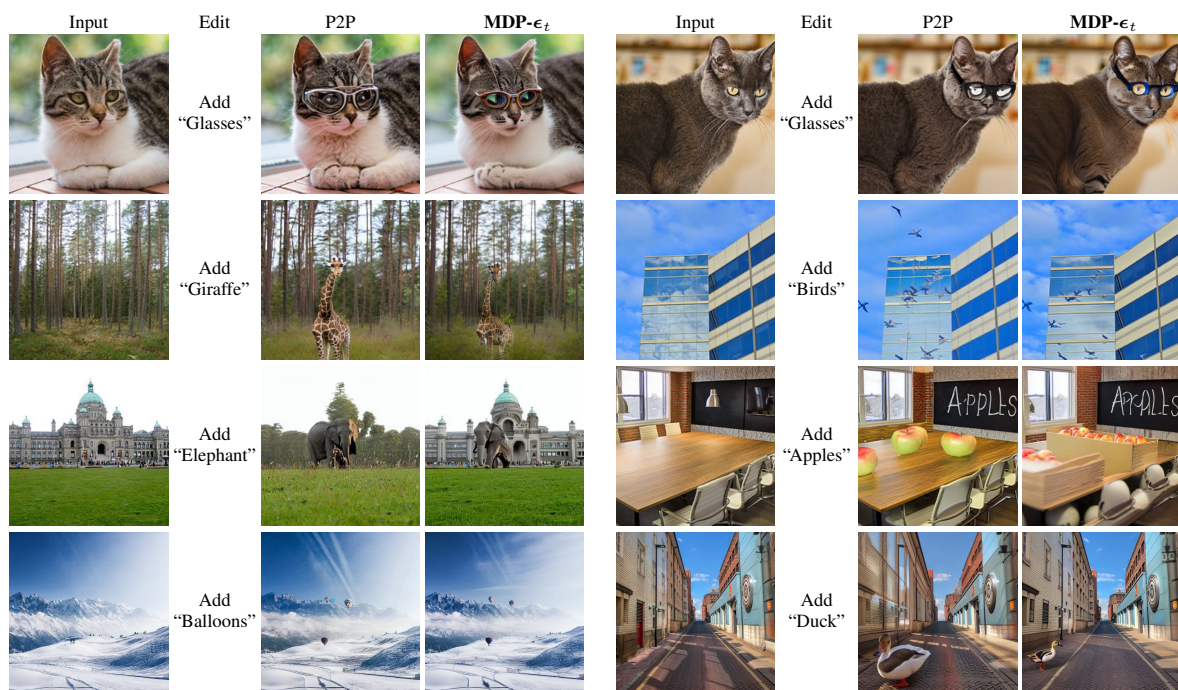 Input Edit P2P MDP-ϵt Input Edit P2P MDP-ϵt
Add
“Glasses”
Add
“Glasses”
Add
“Giraffe”
Add
“Birds”
Add
“Elephant”
Add
“Apples”
APPLLS
Add
“Balloons”
Add
“Duck”